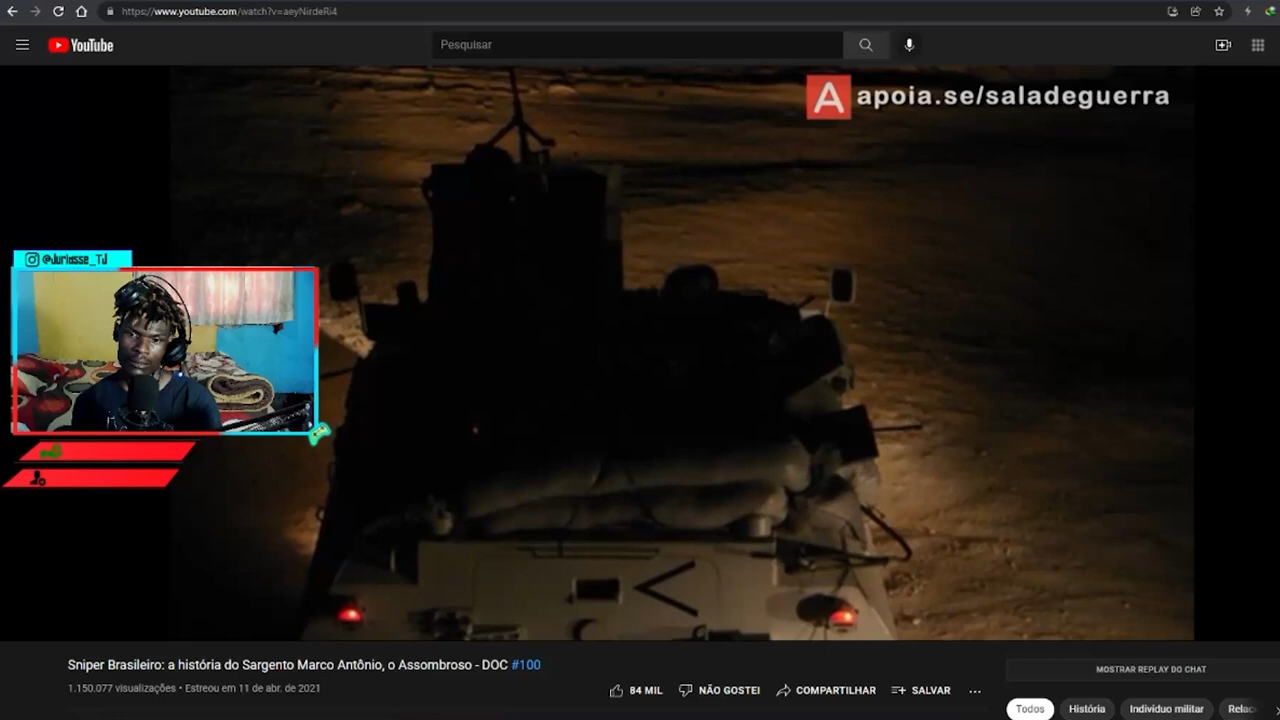 https://www.youtube.com/watch?v=aeyNirdeRi4
YouTube
Pesquisar
A apoia.se/saladeguerra
@Juriasse_TJ
Sniper Brasileiro: a história do Sargento Marco Antônio, o Assombroso - DOC #100
1.150.077 visualizações • Estreou em 11 de abr. de 2021
84 MIL
NÃO GOSTEI
COMPARTILHAR
SALVAR
MOSTRAR REPLAY DO CHAT
Todos
História
Indivíduo militar
Relac